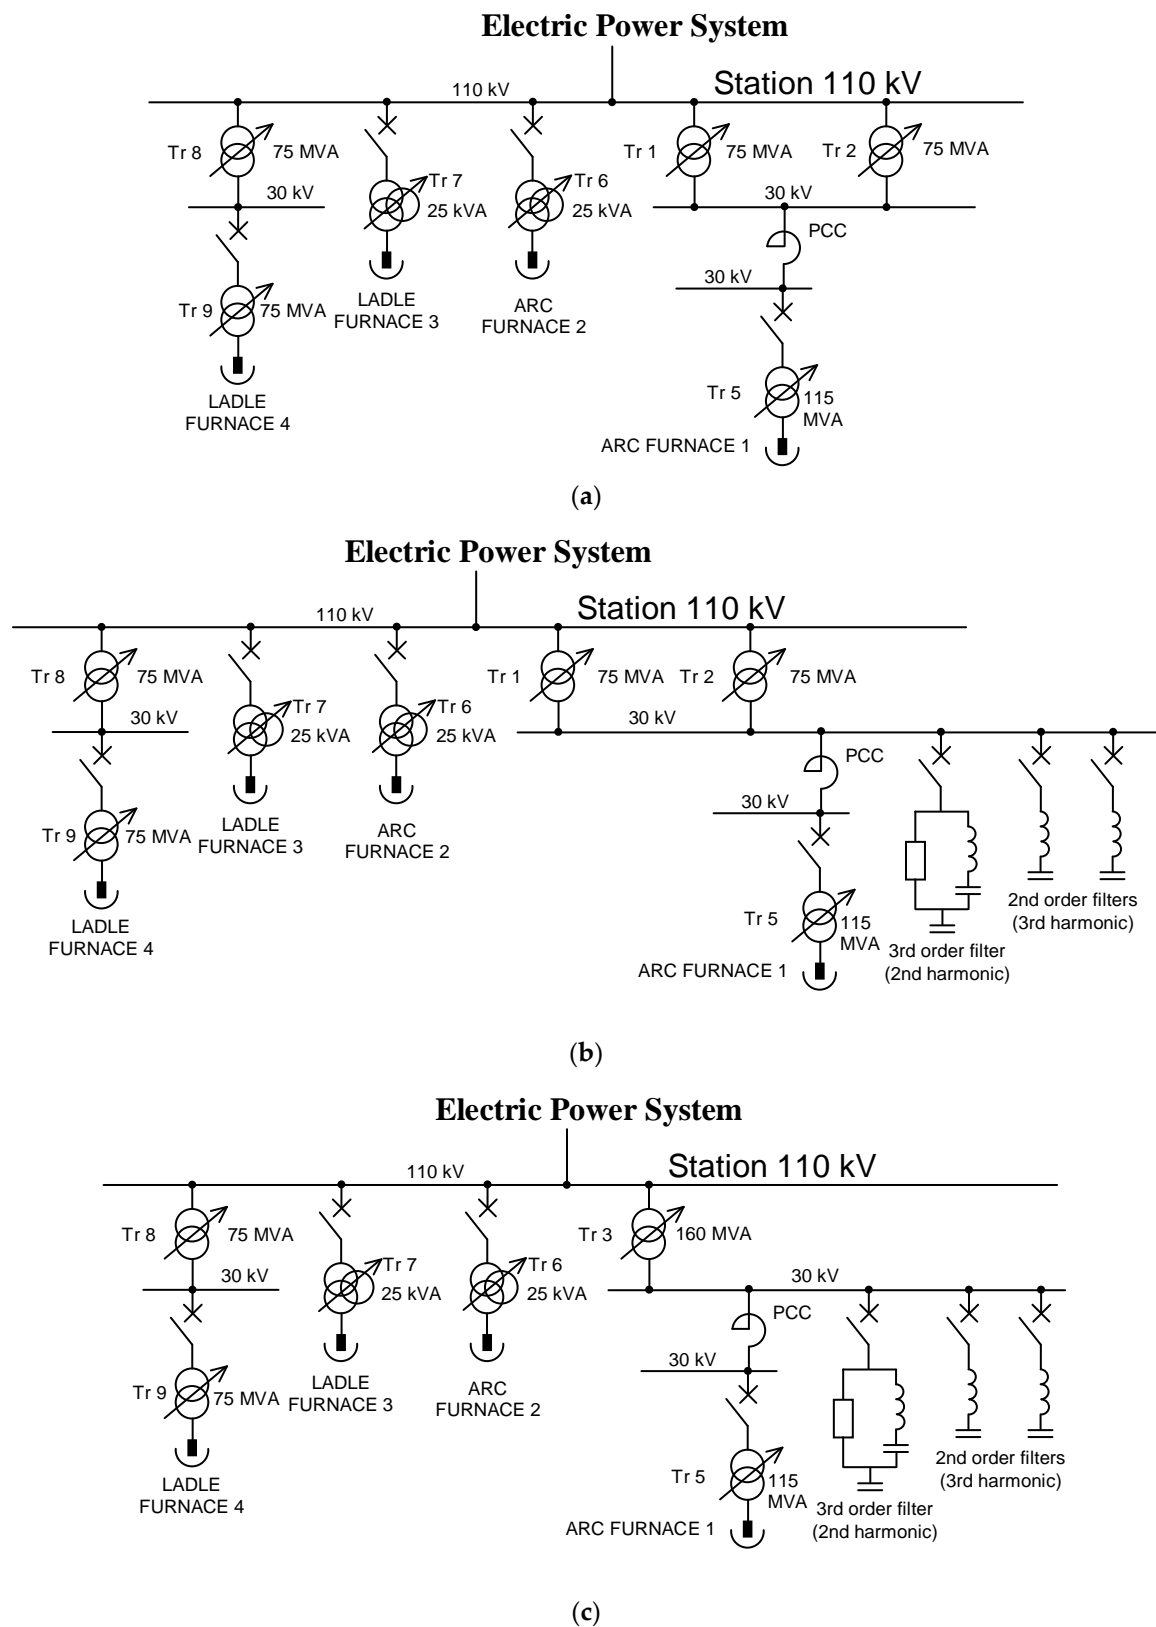 Electric Power System
110 kV
Station 110 kV
Tr 8
75 MVA
Tr 7
25 kVA
Tr 6
25 kVA
Tr 1
75 MVA
Tr 2
75 MVA
30 kV
30 kV
PCC
30 kV
Tr 9
75 MVA
LADLE
FURNACE 3
ARC
FURNACE 2
LADLE
FURNACE 4
Tr 5
115
MVA
ARC FURNACE 1
(a)
Electric Power System
110 kV
Station 110 kV
Tr 8
75 MVA
Tr 7
25 kVA
Tr 6
25 kVA
Tr 1
75 MVA
Tr 2
75 MVA
30 kV
30 kV
PCC
30 kV
Tr 9
75 MVA
LADLE
FURNACE 3
ARC
FURNACE 2
LADLE
FURNACE 4
Tr 5
115
MVA
ARC FURNACE 1
2nd order filters
(3rd harmonic)
3rd order filter
(2nd harmonic)
(b)
Electric Power System
110 kV
Station 110 kV
Tr 8
75 MVA
Tr 7
25 kVA
Tr 6
25 kVA
Tr 3
160 MVA
30 kV
30 kV
PCC
30 kV
Tr 9
75 MVA
LADLE
FURNACE 3
ARC
FURNACE 2
LADLE
FURNACE 4
Tr 5
115
MVA
ARC FURNACE 1
2nd order filters
(3rd harmonic)
3rd order filter
(2nd harmonic)
(c)